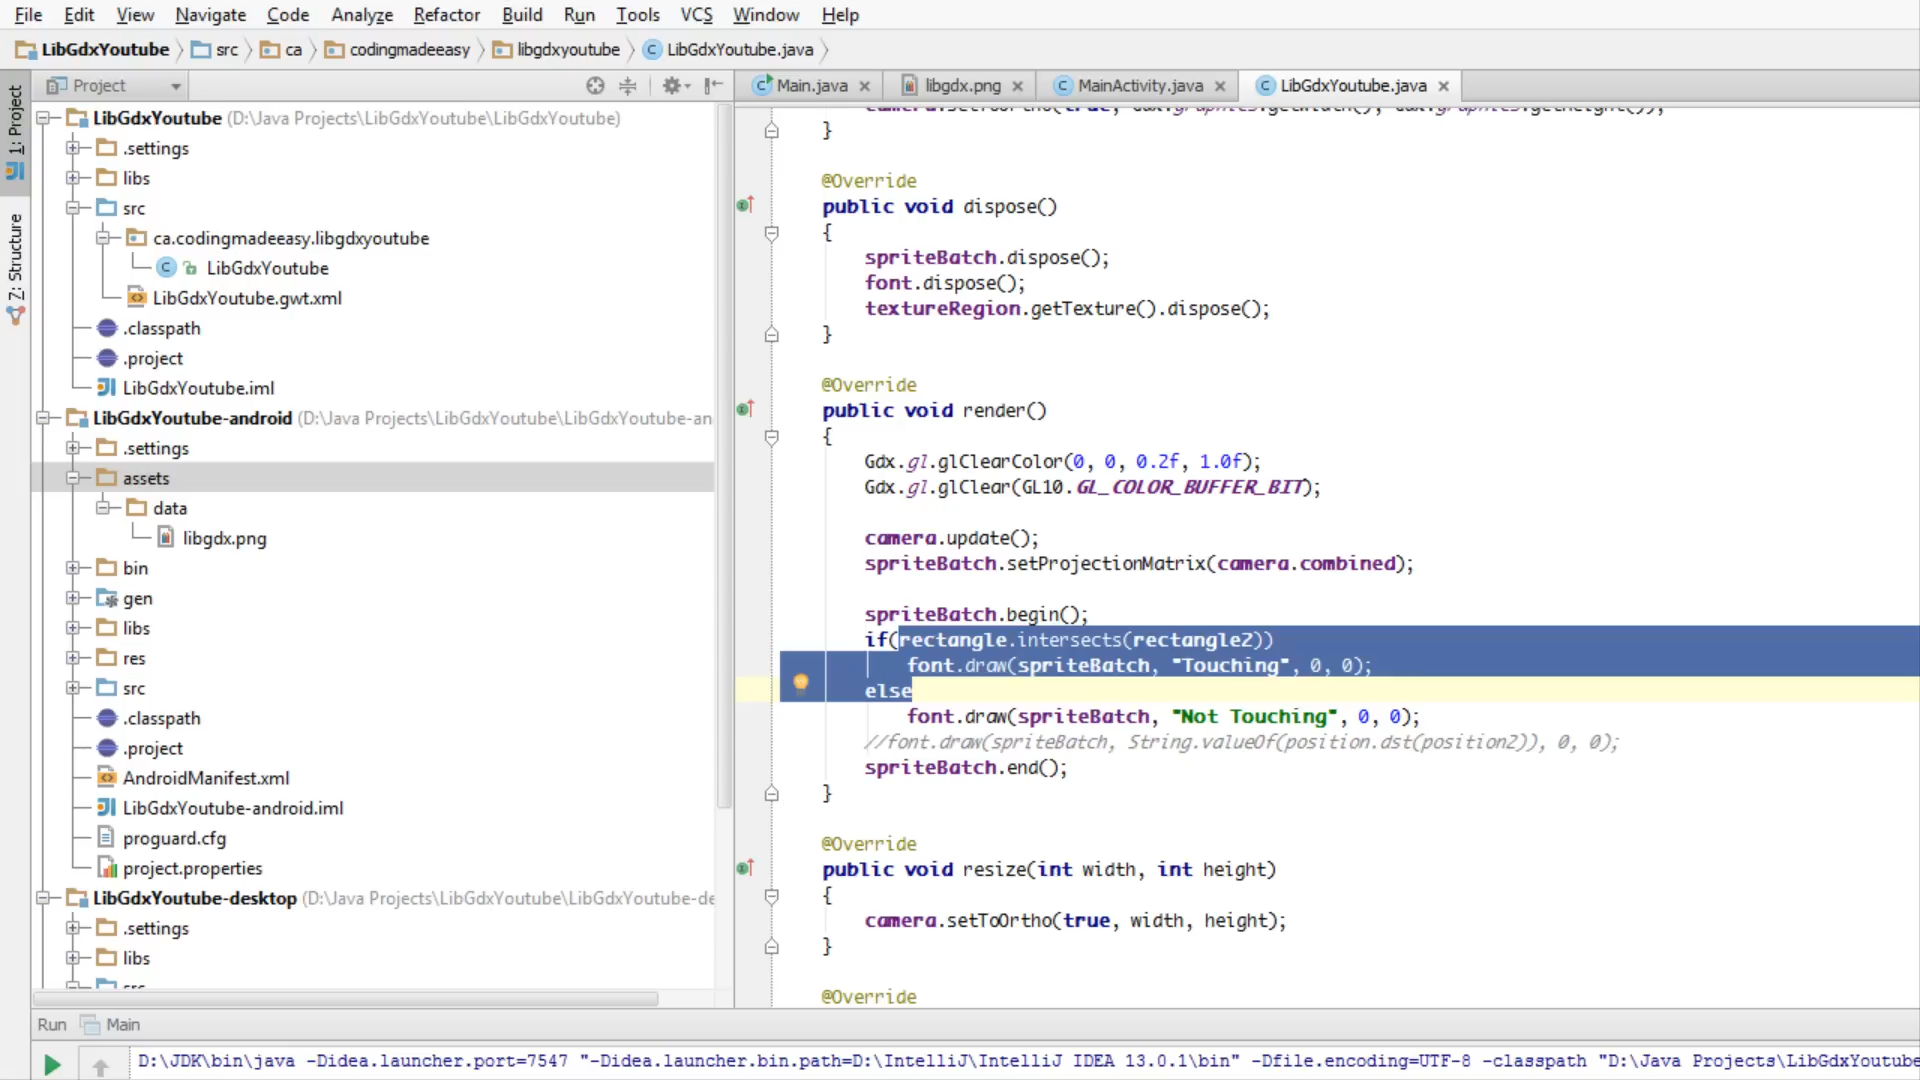 File Edit View Navigate Code Analyze Refactor Build Run Tools VCS Window Help
LibGdxYoutube src ca codingmadeeasy libgdxyoutube LibGdxYoutube.java
Project
Main.java libgdx.png MainActivity.java LibGdxYoutube.java
1: Project
Z: Structure
LibGdxYoutube (D:\Java Projects\LibGdxYoutube\LibGdxYoutube)
.settings
libs
src
ca.codingmadeeasy.libgdxyoutube
LibGdxYoutube
LibGdxYoutube.gwt.xml
.classpath
.project
LibGdxYoutube.iml
LibGdxYoutube-android (D:\Java Projects\LibGdxYoutube\LibGdxYoutube-an
.settings
assets
data
libgdx.png
bin
gen
libs
res
src
.classpath
.project
AndroidManifest.xml
LibGdxYoutube-android.iml
proguard.cfg
project.properties
LibGdxYoutube-desktop (D:\Java Projects\LibGdxYoutube\LibGdxYoutube-de
.settings
libs
src
camera.setToOrtho(true, Gdx.graphics.getWidth(), Gdx.graphics.getHeight());
}
@Override
public void dispose()
{
spriteBatch.dispose();
font.dispose();
textureRegion.getTexture().dispose();
}
@Override
public void render()
{
Gdx.gl.glClearColor(0, 0, 0.2f, 1.0f);
Gdx.gl.glClear(GL10.GL_COLOR_BUFFER_BIT);
camera.update();
spriteBatch.setProjectionMatrix(camera.combined);
spriteBatch.begin();
if(rectangle.intersects(rectangle2))
font.draw(spriteBatch, "Touching", 0, 0);
else
font.draw(spriteBatch, "Not Touching", 0, 0);
//font.draw(spriteBatch, String.valueOf(position.dst(position2)), 0, 0);
spriteBatch.end();
}
@Override
public void resize(int width, int height)
{
camera.setToOrtho(true, width, height);
}
@Override
Run Main
D:\JDK\bin\java -Didea.launcher.port=7547 "-Didea.launcher.bin.path=D:\IntelliJ\IntelliJ IDEA 13.0.1\bin" -Dfile.encoding=UTF-8 -classpath "D:\Java Projects\LibGdxYoutube